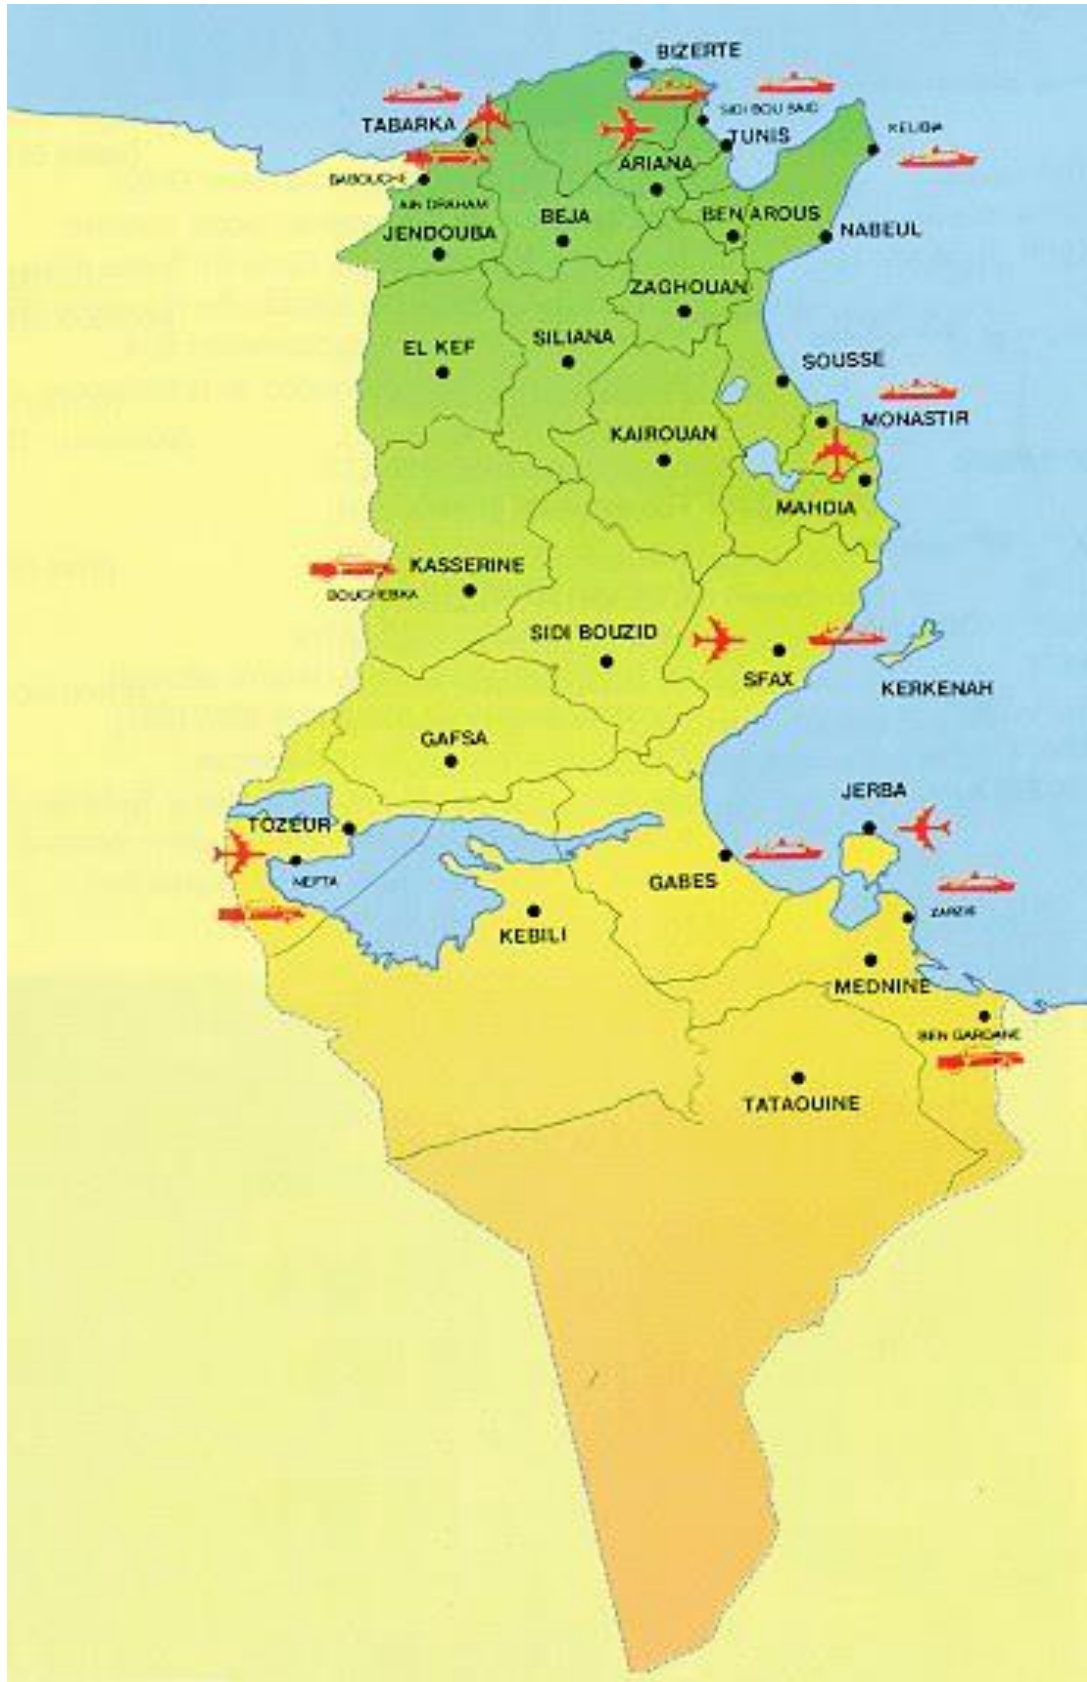 BIZERTE
SIDI BOU SAID
TABARKA
TUNIS
KELIBIA
ARIANA
BABOUCHE
AIN DRAHAM
BEJA
BEN AROUS
JENDOUBA
NABEUL
ZAGHOUAN
SILIANA
EL KEF
SOUSSE
MONASTIR
KAIROUAN
MAHDIA
KASSERINE
BOUCHEBKA
SIDI BOUZID
SFAX
KERKENAH
GAFSA
JERBA
TOZEUR
NEFTA
GABES
ZARZIS
KEBILI
MEDNINE
BEN GARDANE
TATAOUINE